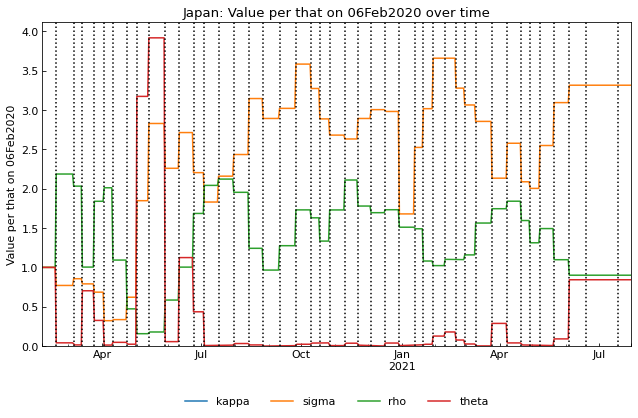 Japan: Value per that on 06Feb2020 over time
Value per that on 06Feb2020
4.0
3.5
3.0
2.5
2.0
1.5
1.0
0.5
0.0
Apr Jul Oct Jan Apr Jul
2021
kappa sigma rho theta